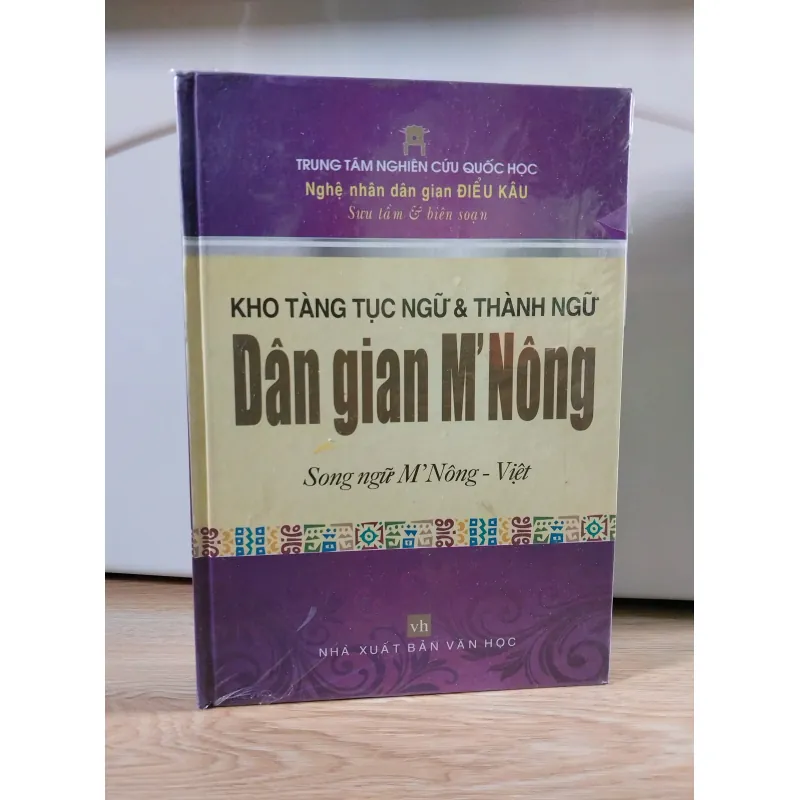 TRUNG TÂM NGHIÊN CỨU QUỐC HỌC
Nghệ nhân dân gian ĐIỂU KÂU
Sưu tầm & biên soạn
KHO TÀNG TỤC NGỮ & THÀNH NGỮ
Dân gian M'Nông
Song ngữ M'Nông - Việt
vh
NHÀ XUẤT BẢN VĂN HỌC